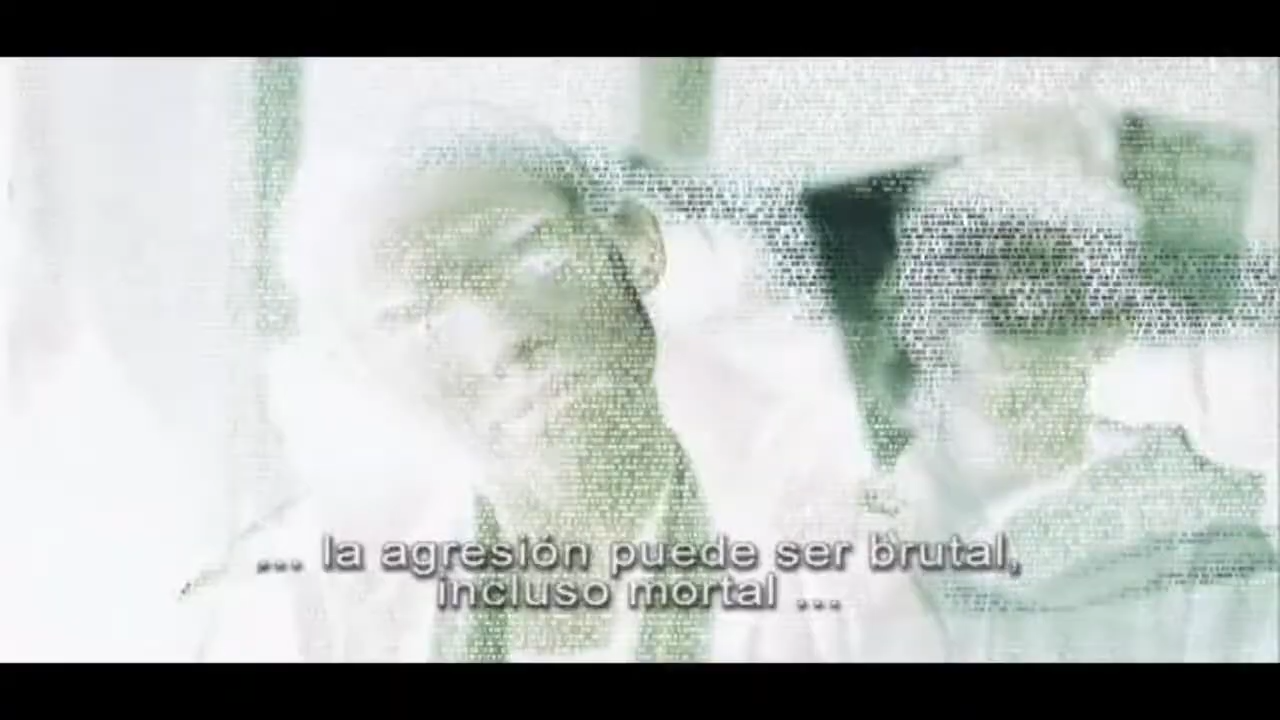 ... la agresión puede ser brutal,
incluso mortal ...